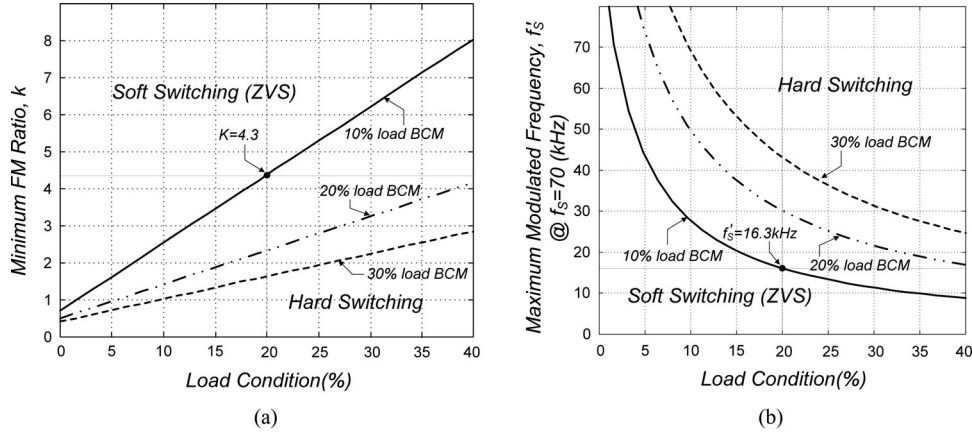 8
7
6
5
4
3
2
1
0
Minimum FM Ratio, k
Soft Switching (ZVS)
K=4.3
10% load BCM
20% load BCM
30% load BCM
Hard Switching
0 5 10 15 20 25 30 35 40
Load Condition(%)
(a)
Maximum Modulated Frequency, f'S
@ fS=70 (kHz)
70
60
50
40
30
20
10
0
Hard Switching
30% load BCM
f'S=16.3kHz
10% load BCM
20% load BCM
Soft Switching (ZVS)
0 5 10 15 20 25 30 35 40
Load Condition(%)
(b)